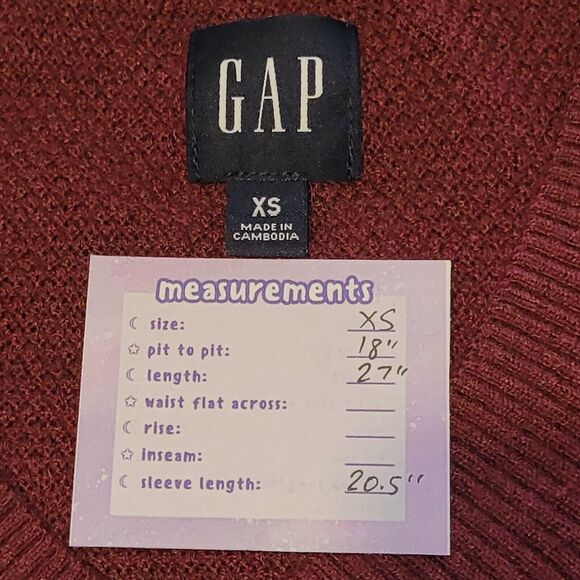 GAP
XS
MADE IN
CAMBODIA
measurements
size: XS
pit to pit: 18"
length: 27"
waist flat across:
rise:
inseam:
sleeve length: 20.5"